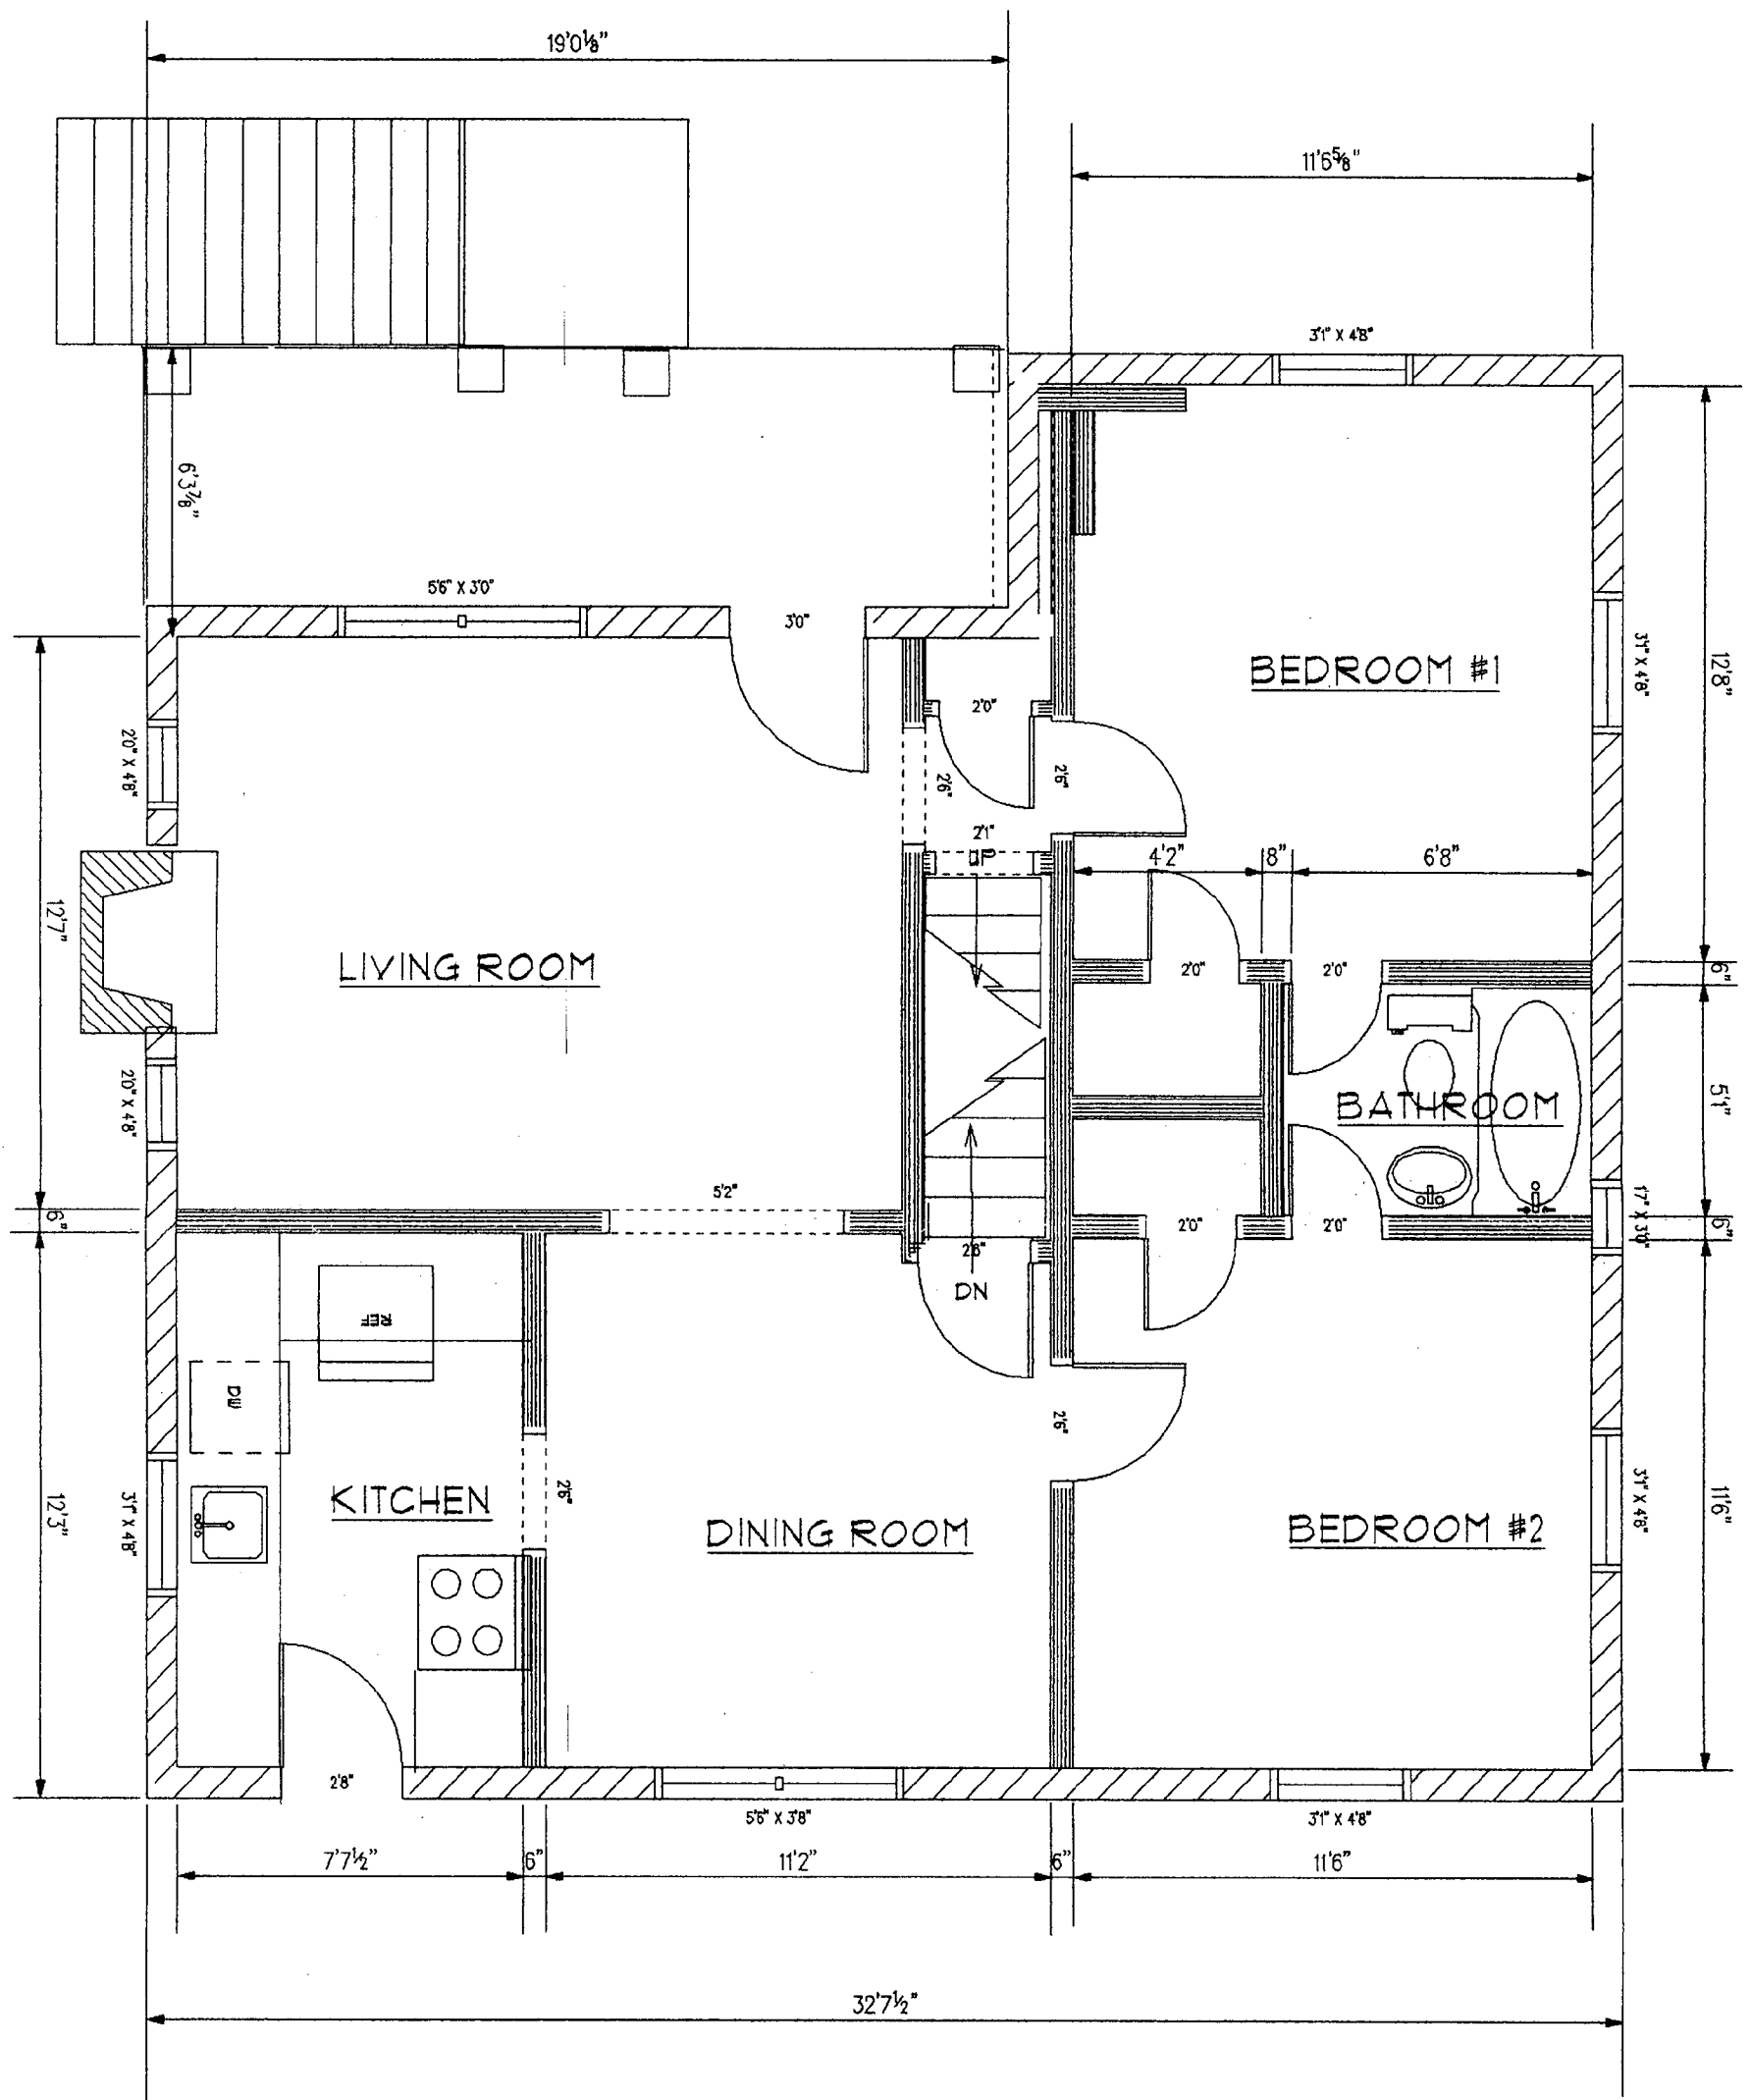 19'0⅛"
11'6⅝"
3'1" X 4'8"
6'3⅞"
5'6" X 3'0"
3'0"
BEDROOM #1
3'1" X 4'8"
12'8"
2'0"
2'0" X 4'8"
2'6"
2'6"
2'1"
UP
4'2"
8"
6'8"
12'7"
LIVING ROOM
2'0"
2'0"
6"
2'0" X 4'8"
BATHROOM
5'1"
5'2"
6"
2'0"
2'0"
1'7" X 3'0"
6"
2'8"
DN
REF
DW
2'6"
KITCHEN
2'6"
12'3"
3'1" X 4'8"
DINING ROOM
BEDROOM #2
3'1" X 4'8"
11'6"
2'8"
5'6" X 3'8"
3'1" X 4'8"
7'7½"
6"
11'2"
6"
11'6"
32'7½"